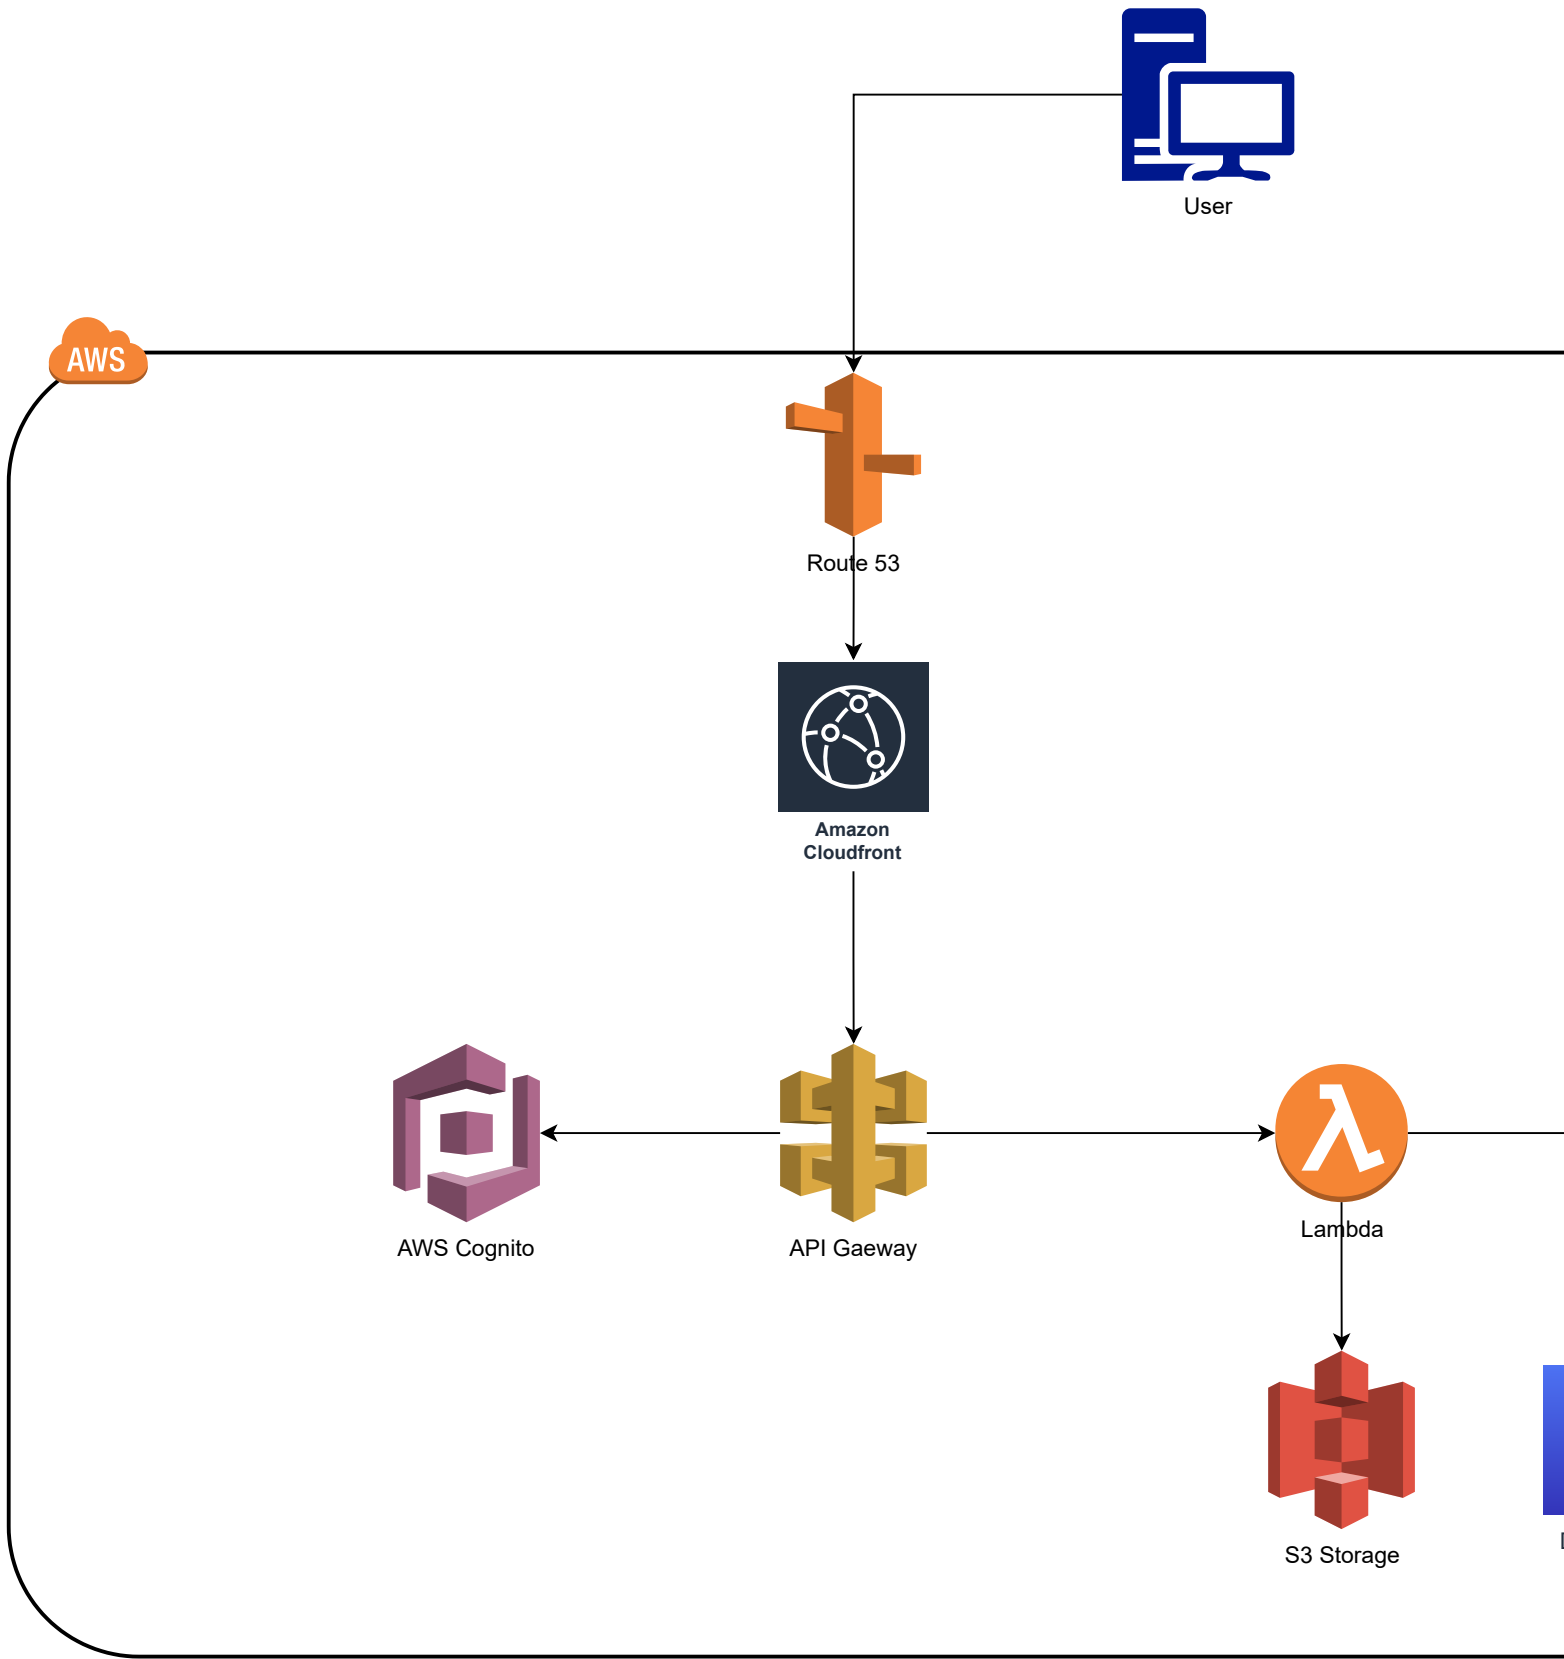 User
AWS
Route 53
Amazon
Cloudfront
AWS Cognito
API Gaeway
Lambda
S3 Storage